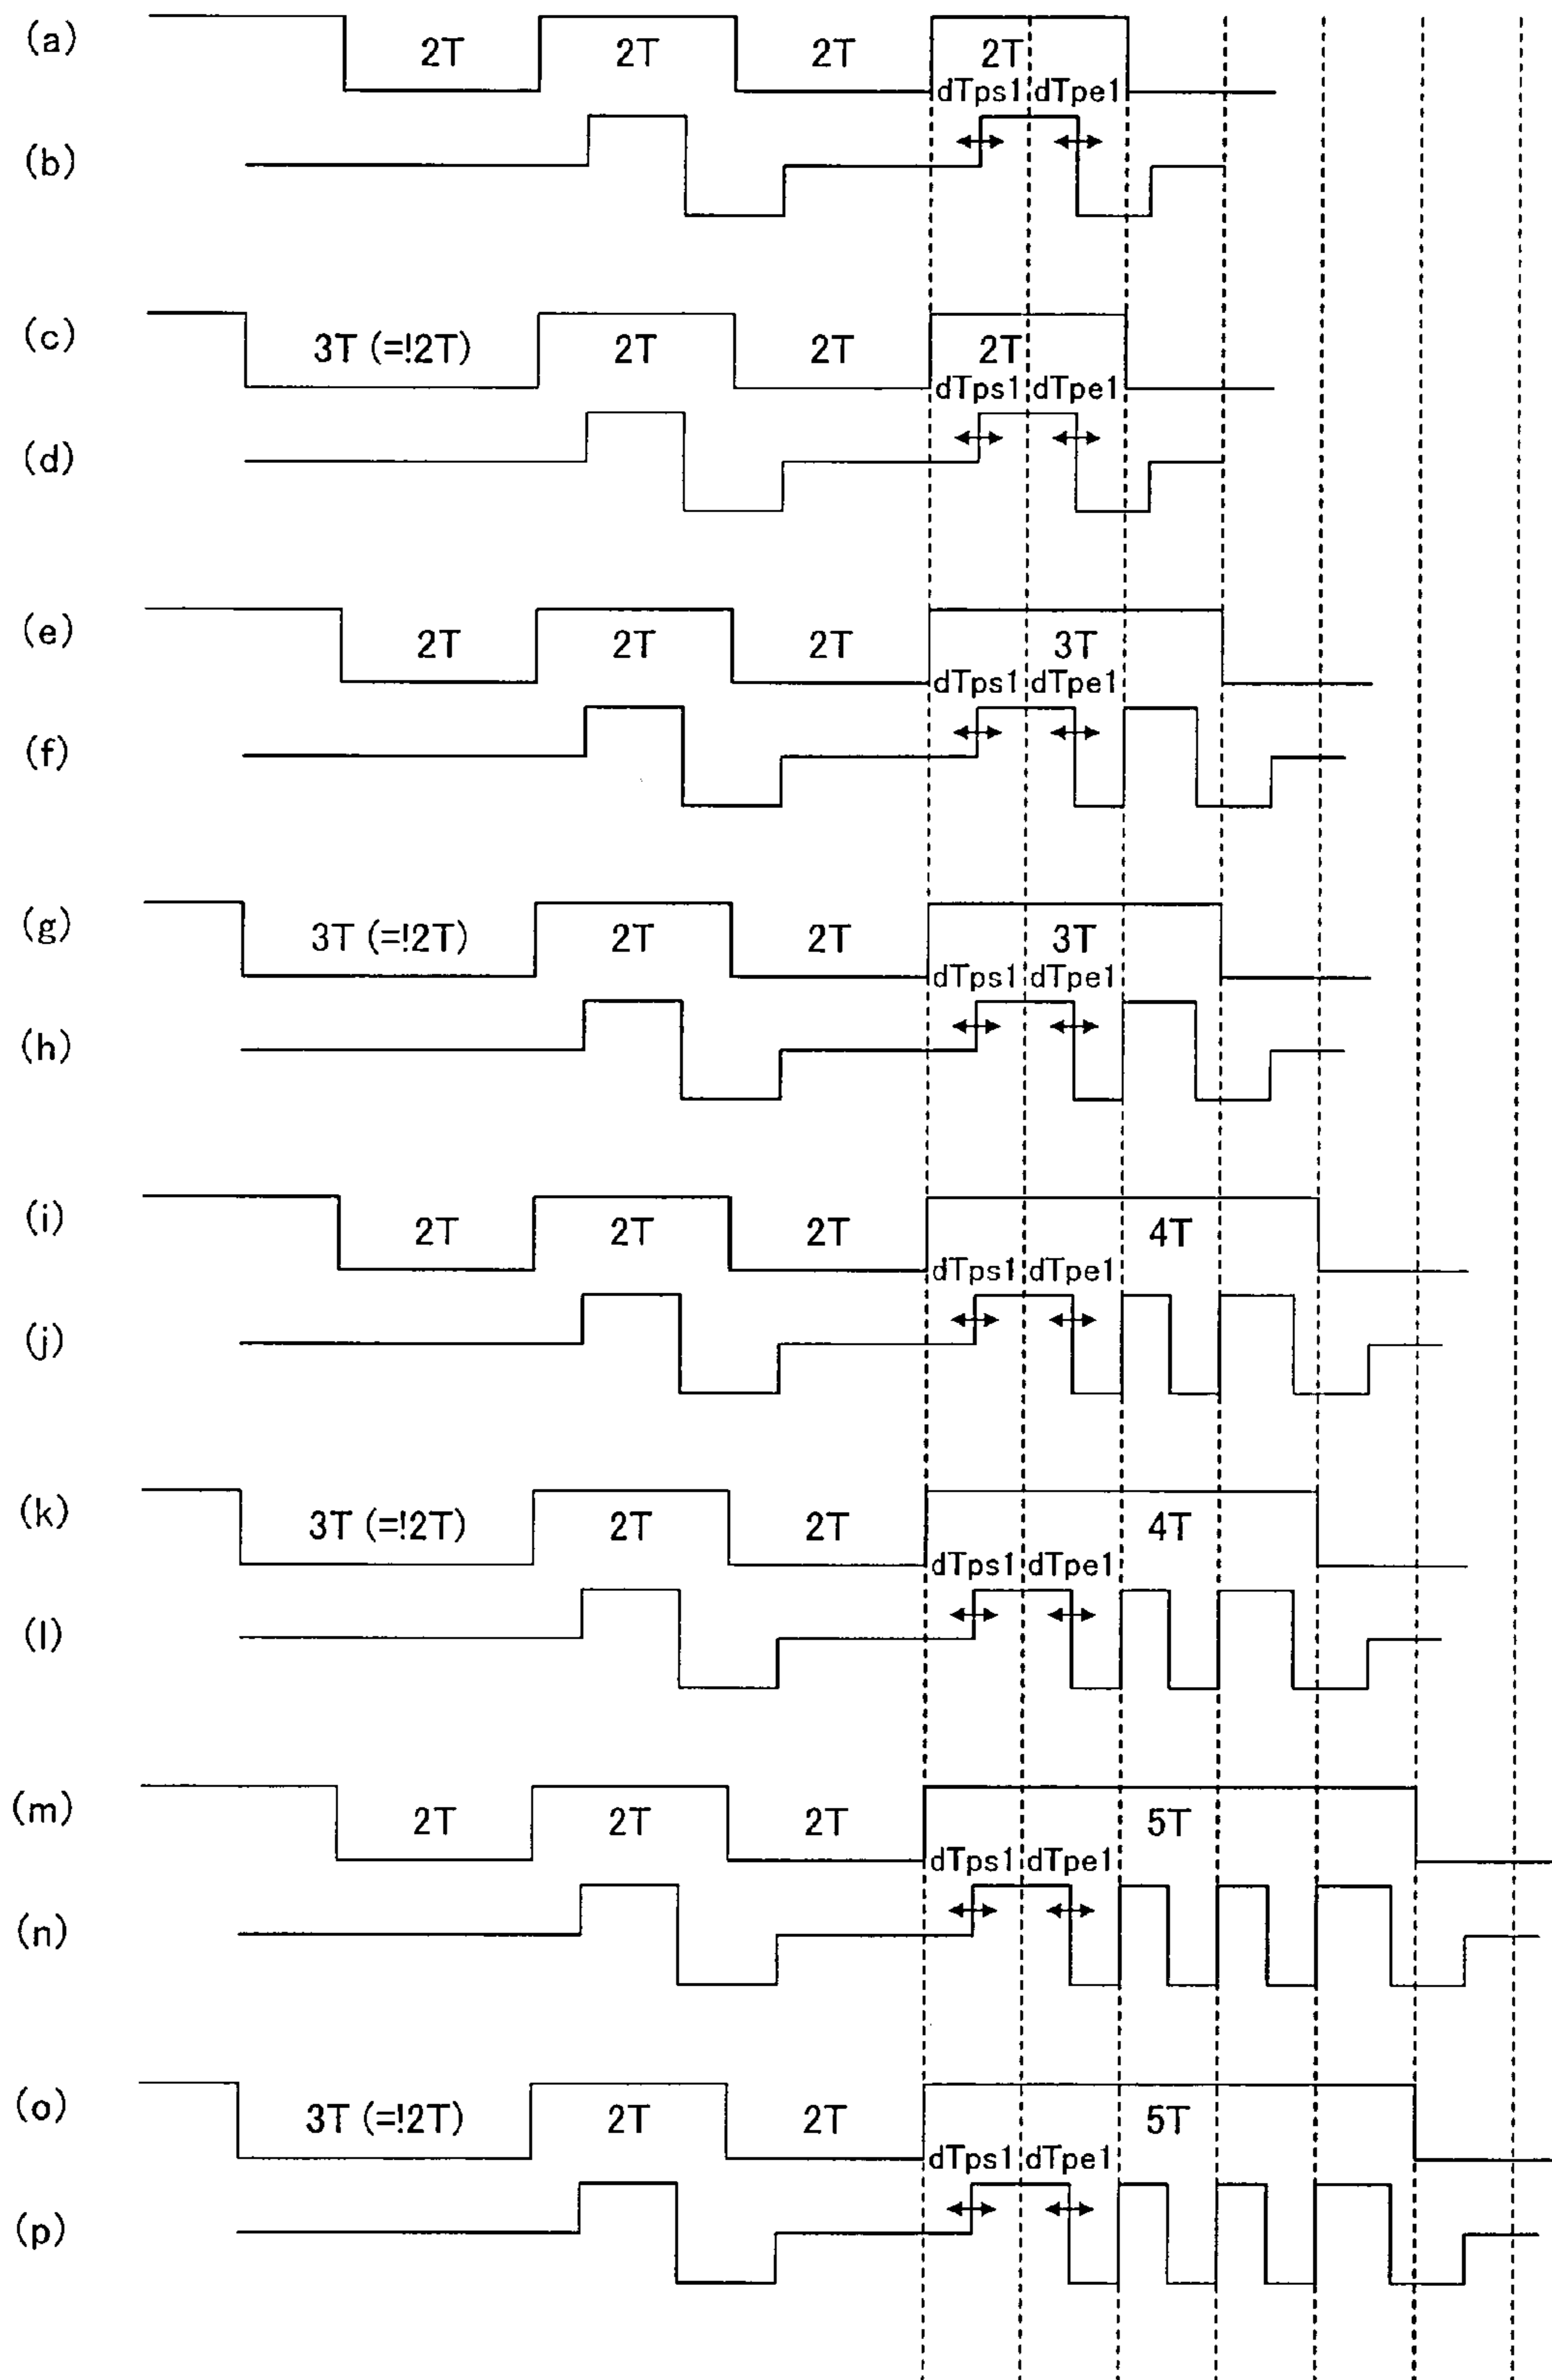 (a) 2T 2T 2T 2T
dTps1 dTpe1
(b)
(c) 3T (=!2T) 2T 2T 2T
dTps1 dTpe1
(d)
(e) 2T 2T 2T 3T
dTps1 dTpe1
(f)
(g) 3T (=!2T) 2T 2T 3T
dTps1 dTpe1
(h)
(i) 2T 2T 2T 4T
dTps1 dTpe1
(j)
(k) 3T (=!2T) 2T 2T 4T
dTps1 dTpe1
(l)
(m) 2T 2T 2T 5T
dTps1 dTpe1
(n)
(o) 3T (=!2T) 2T 2T 5T
dTps1 dTpe1
(p)